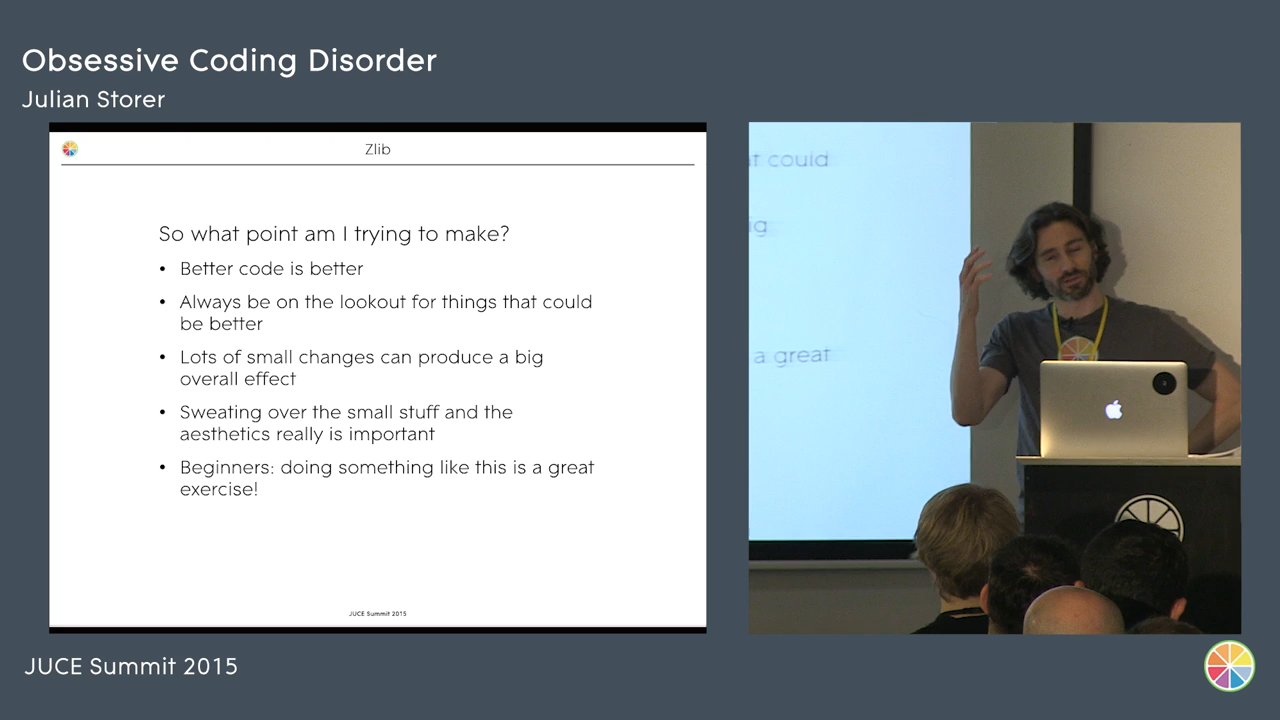 Obsessive Coding Disorder
Julian Storer
Zlib
So what point am I trying to make?
• Better code is better
• Always be on the lookout for things that could
be better
• Lots of small changes can produce a big
overall effect
• Sweating over the small stuff and the
aesthetics really is important
• Beginners: doing something like this is a great
exercise!
JUCE Summit 2015
t could
ig
a great
JUCE Summit 2015